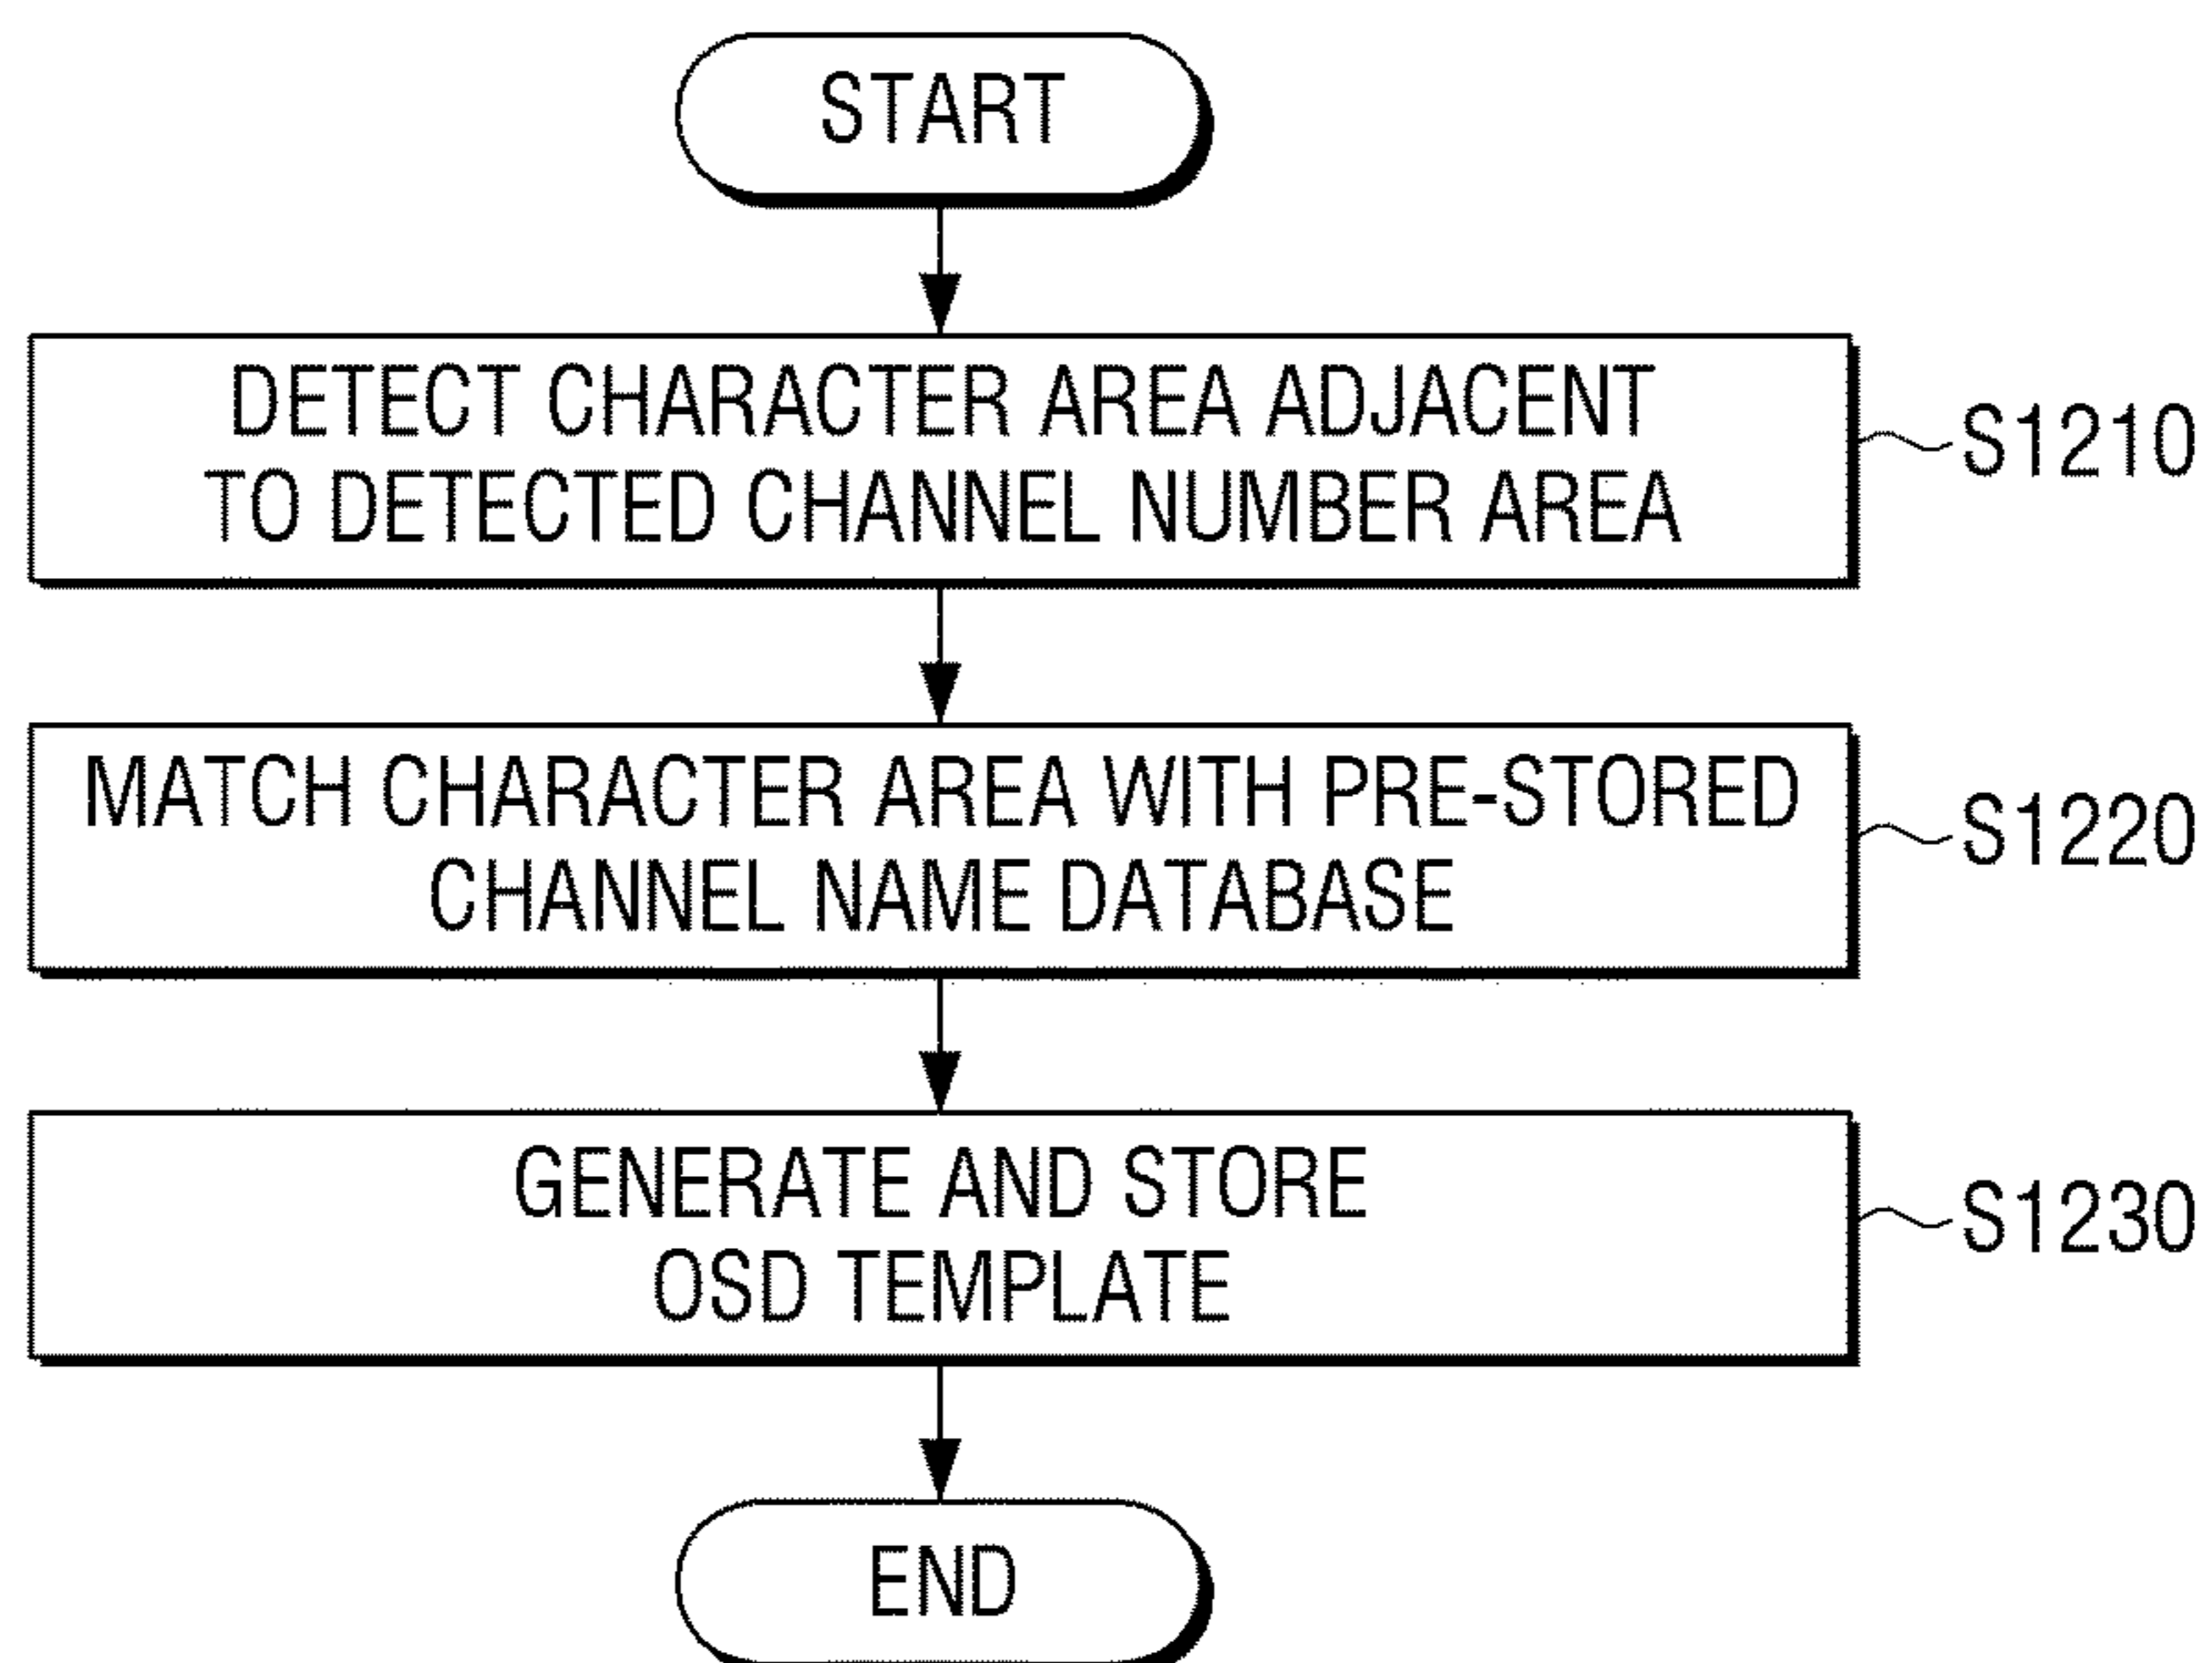 START
DETECT CHARACTER AREA ADJACENT
TO DETECTED CHANNEL NUMBER AREA
S1210
MATCH CHARACTER AREA WITH PRE-STORED
CHANNEL NAME DATABASE
S1220
GENERATE AND STORE
OSD TEMPLATE
S1230
END